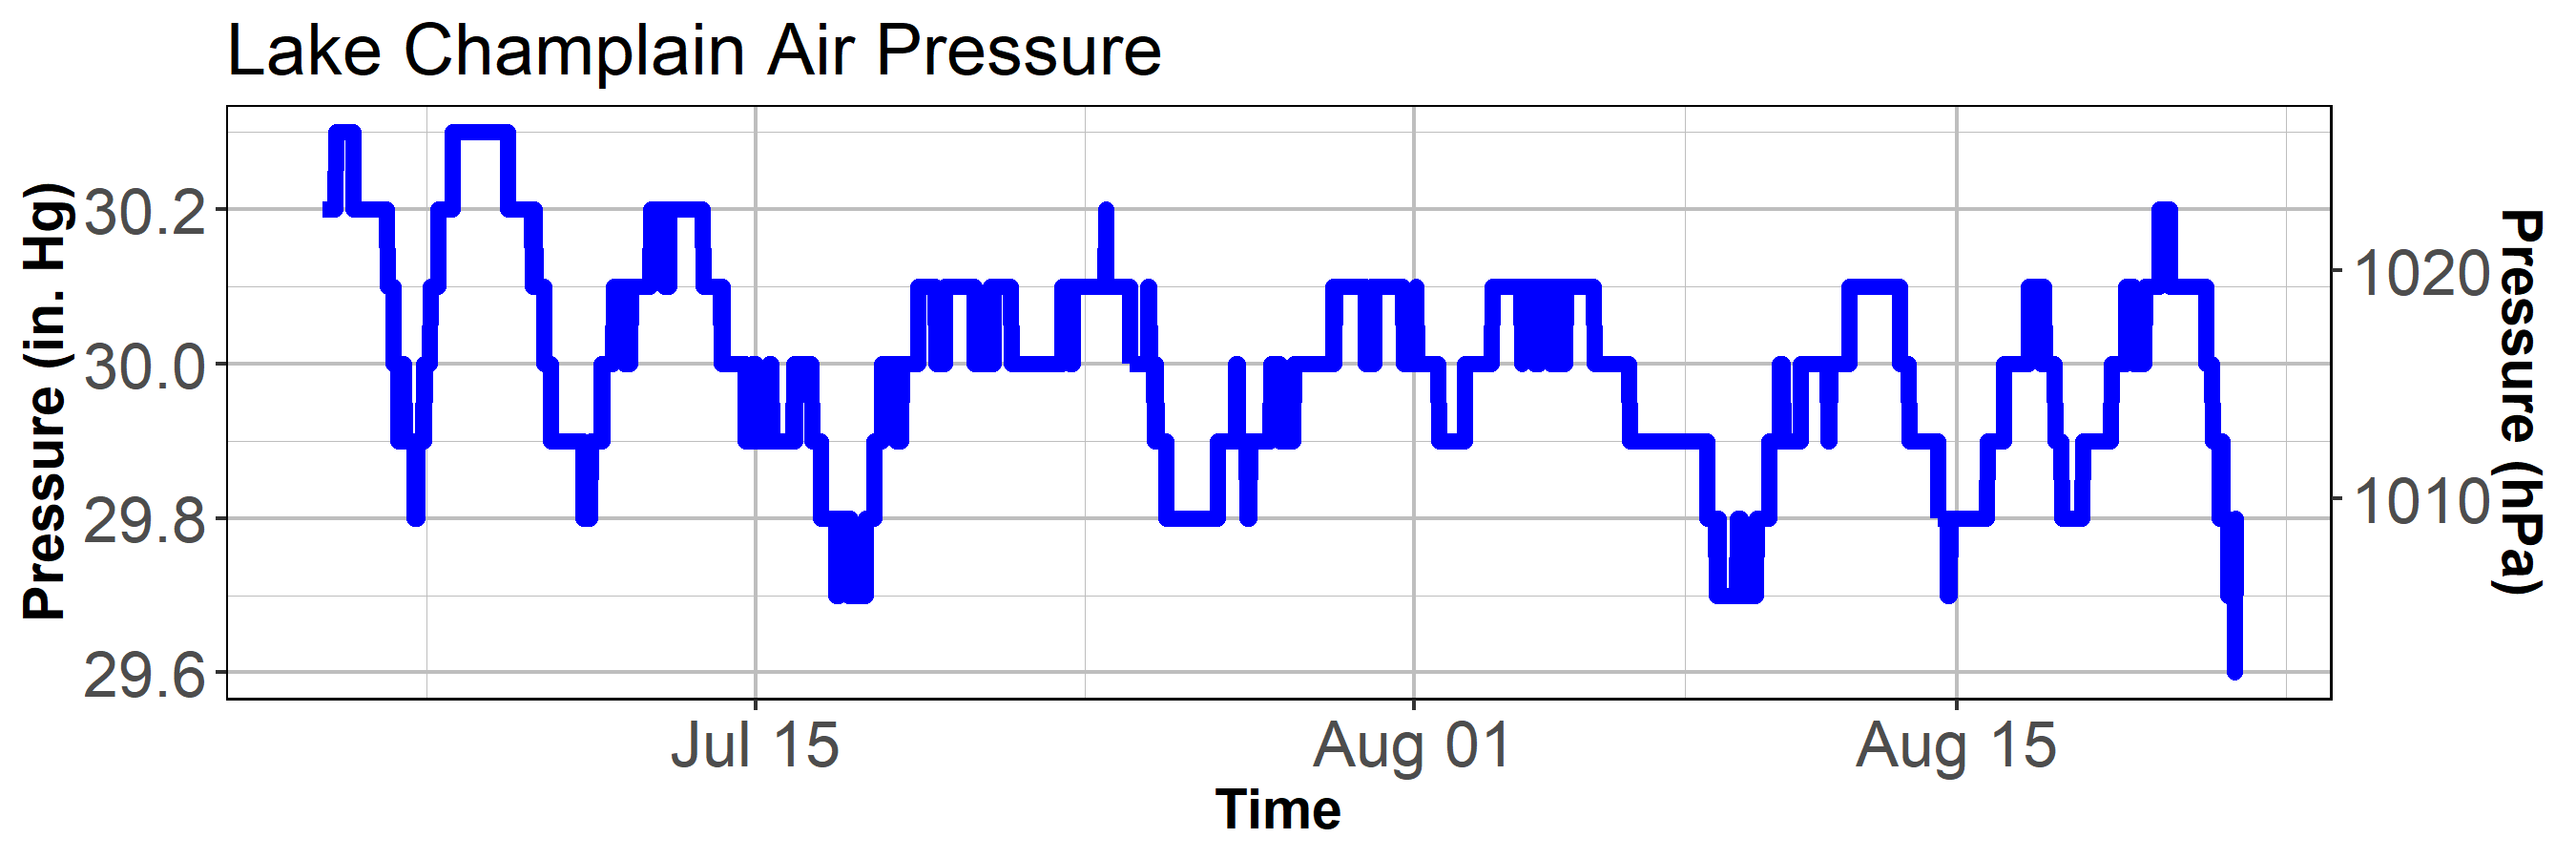 Lake Champlain Air Pressure
Pressure (in. Hg)
30.2
30.0
29.8
29.6
1020
1010
Pressure (hPa)
Jul 15
Aug 01
Aug 15
Time